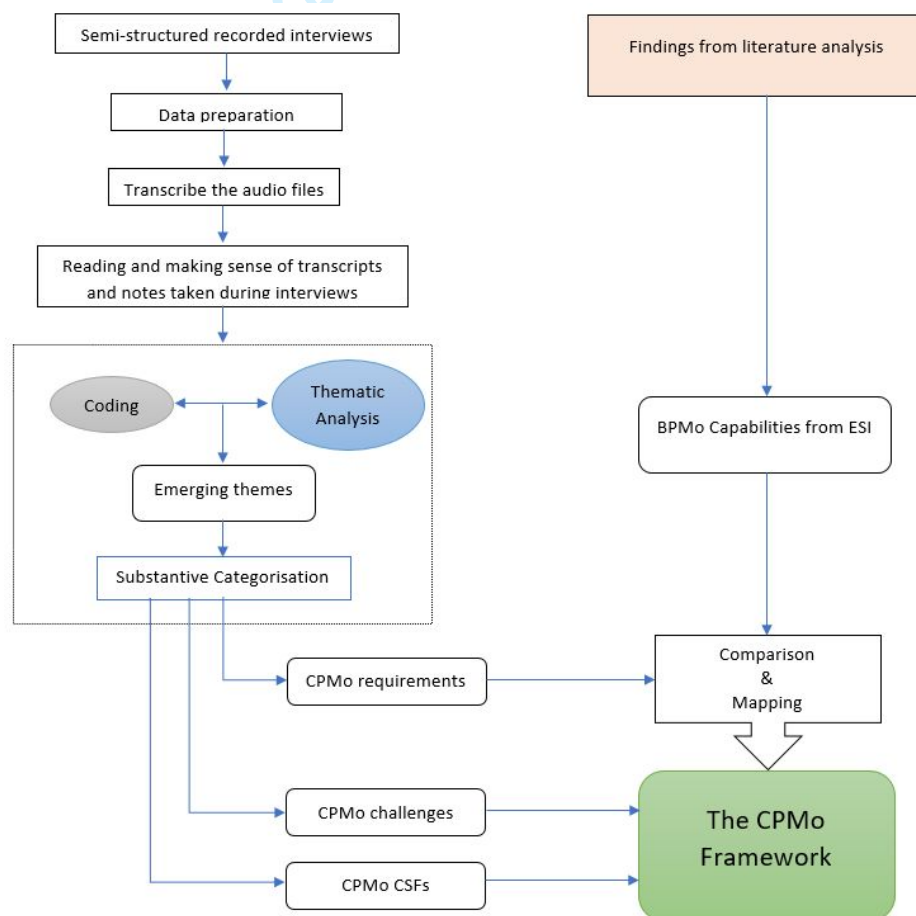 Semi-structured recorded interviews
Findings from literature analysis
Data preparation
Transcribe the audio files
Reading and making sense of transcripts
and notes taken during interviews
Coding
Thematic
Analysis
BPMo Capabilities from ESI
Emerging themes
Substantive Categorisation
CPMo requirements
Comparison
&
Mapping
CPMo challenges
The CPMo
Framework
CPMo CSFs